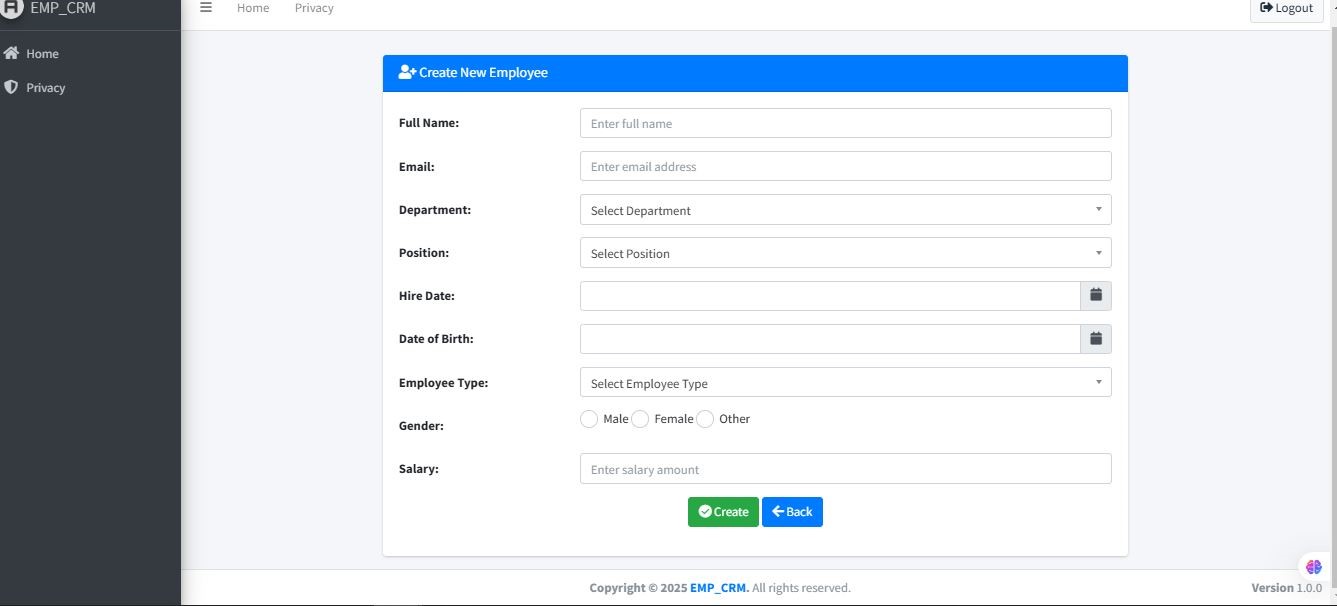 EMP_CRM
Home Privacy
Logout
Home
Privacy
Create New Employee
Full Name: Enter full name
Email: Enter email address
Department: Select Department
Position: Select Position
Hire Date:
Date of Birth:
Employee Type: Select Employee Type
Gender: Male Female Other
Salary: Enter salary amount
Create Back
Copyright © 2025 EMP_CRM. All rights reserved.
Version 1.0.0